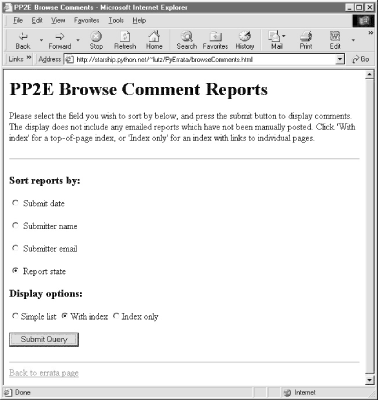 PP2E Browse Comments - Microsoft Internet Explorer
File Edit View Favorites Tools Help
Back Forward Stop Refresh Home Search Favorites History Mail Print Edit
Links » Address http://starship.python.net/~lutz/PyErrata/browseComments.html Go
PP2E Browse Comment Reports
Please select the field you wish to sort by below, and press the submit button to display comments.
The display does not include any emailed reports which have not been manually posted. Click 'With
index' for a top-of-page index, or 'Index only' for an index with links to individual pages.
Sort reports by:
Submit date
Submitter name
Submitter email
Report state
Display options:
Simple list With index Index only
Submit Query
Back to errata page
Done Internet